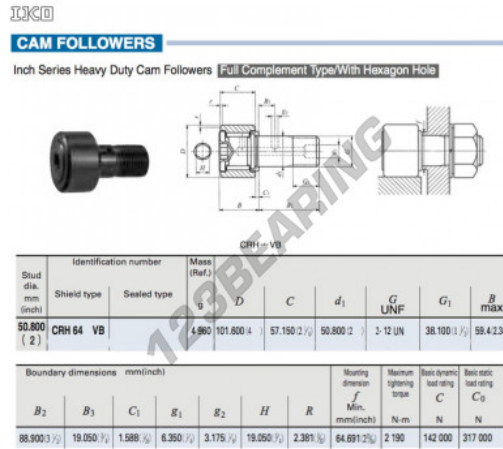 IKO
CAM FOLLOWERS
Inch Series Heavy Duty Cam Followers Full Complement Type/With Hexagon Hole
CRH···VB
123BEARING
Stud dia. mm (inch) Identification number Mass (Ref.) g
Shield type Sealed type D C d1 G UNF G1 B max
50.800 (2) CRH 64 VB 4 960 101.600(4) 57.150 50.800(2) 2-12 UN 38.100 59.4
Boundary dimensions mm(inch) Mounting dimension f Min. mm(inch) Maximum tightening torque N-m Basic dynamic load rating C N Basic static load rating C0 N
B2 B3 C1 g1 g2 H R
88.900 19.050 1.588 6.350 3.175 19.050 2.381 64.691 2 190 142 000 317 000